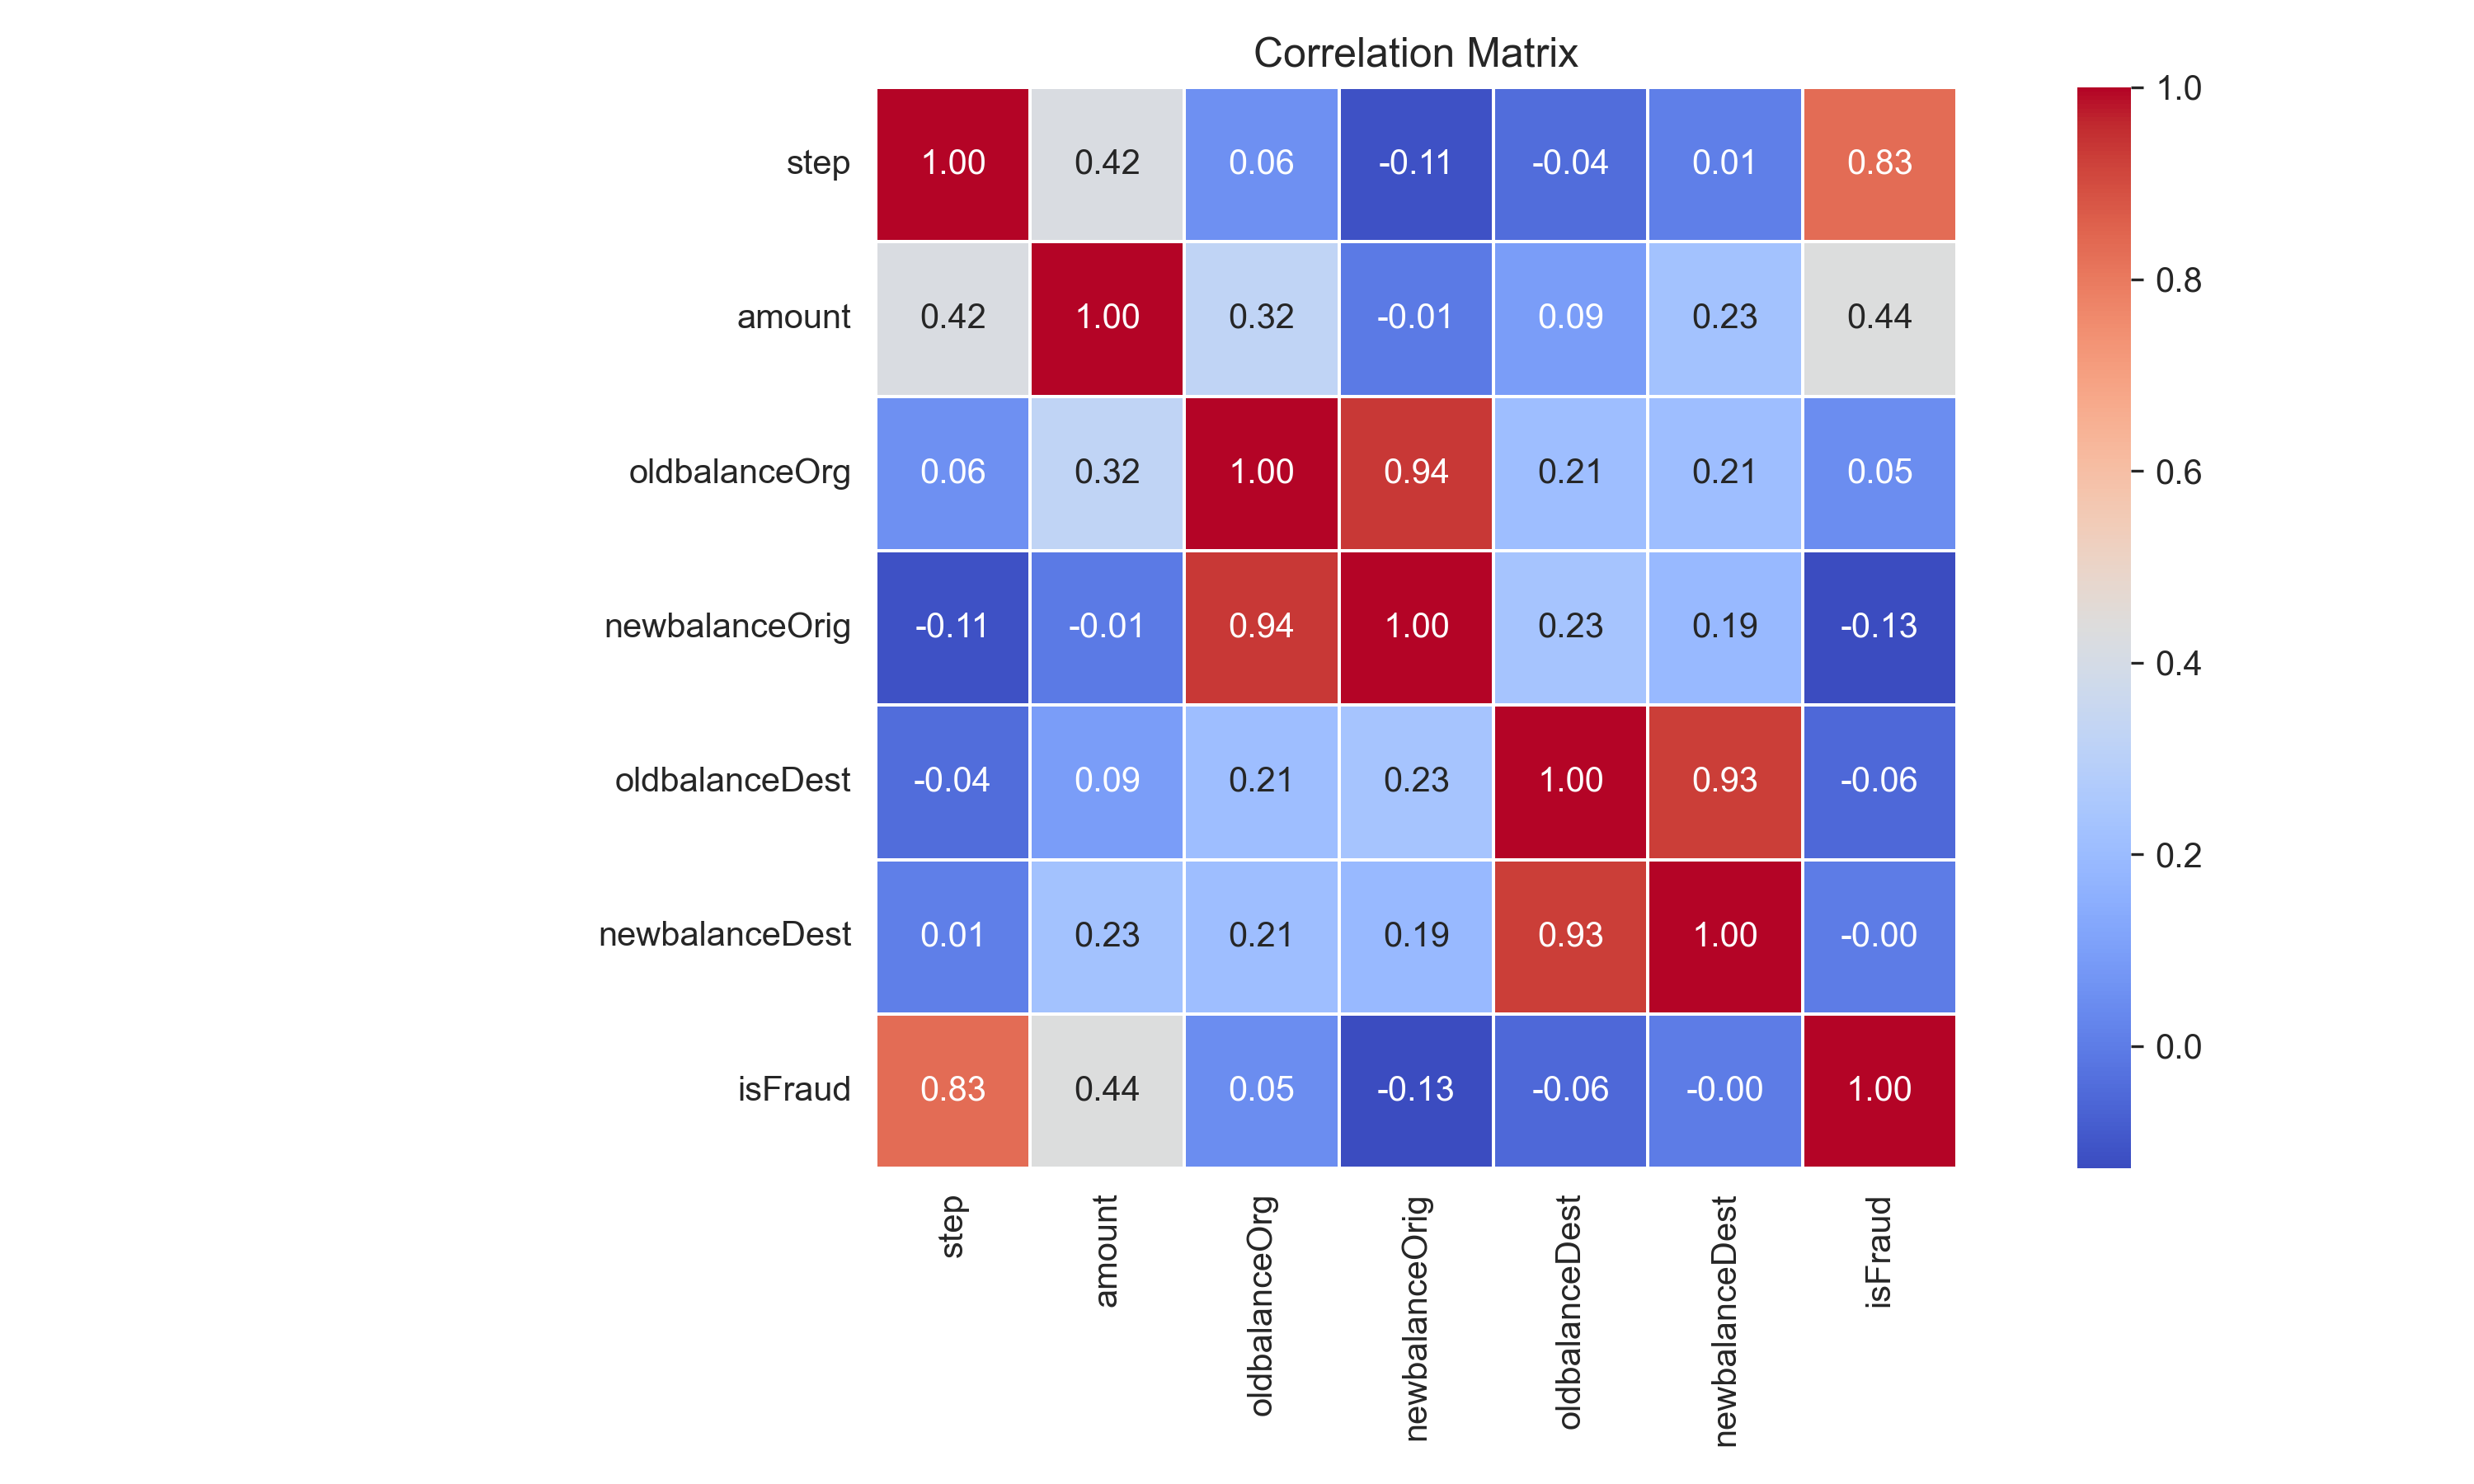 Correlation Matrix
step 1.00 0.42 0.06 -0.11 -0.04 0.01 0.83
amount 0.42 1.00 0.32 -0.01 0.09 0.23 0.44
oldbalanceOrg 0.06 0.32 1.00 0.94 0.21 0.21 0.05
newbalanceOrig -0.11 -0.01 0.94 1.00 0.23 0.19 -0.13
oldbalanceDest -0.04 0.09 0.21 0.23 1.00 0.93 -0.06
newbalanceDest 0.01 0.23 0.21 0.19 0.93 1.00 -0.00
isFraud 0.83 0.44 0.05 -0.13 -0.06 -0.00 1.00
step amount oldbalanceOrg newbalanceOrig oldbalanceDest newbalanceDest isFraud
1.0
0.8
0.6
0.4
0.2
0.0